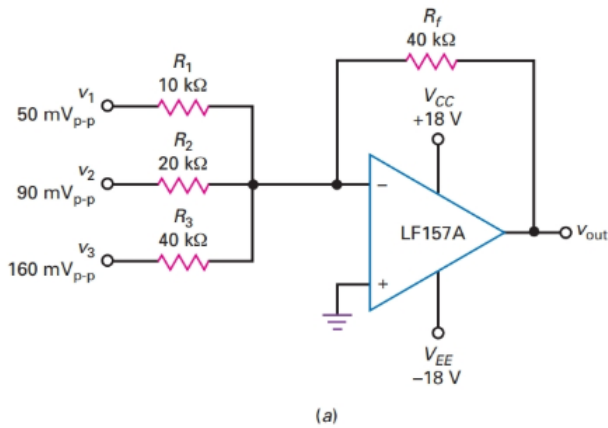 R₁
10 kΩ
v₁
50 mVp-p
R₂
20 kΩ
v₂
90 mVp-p
R₃
40 kΩ
v₃
160 mVp-p
Rf
40 kΩ
VCC
+18 V
−
LF157A
+
vout
VEE
−18 V
(a)